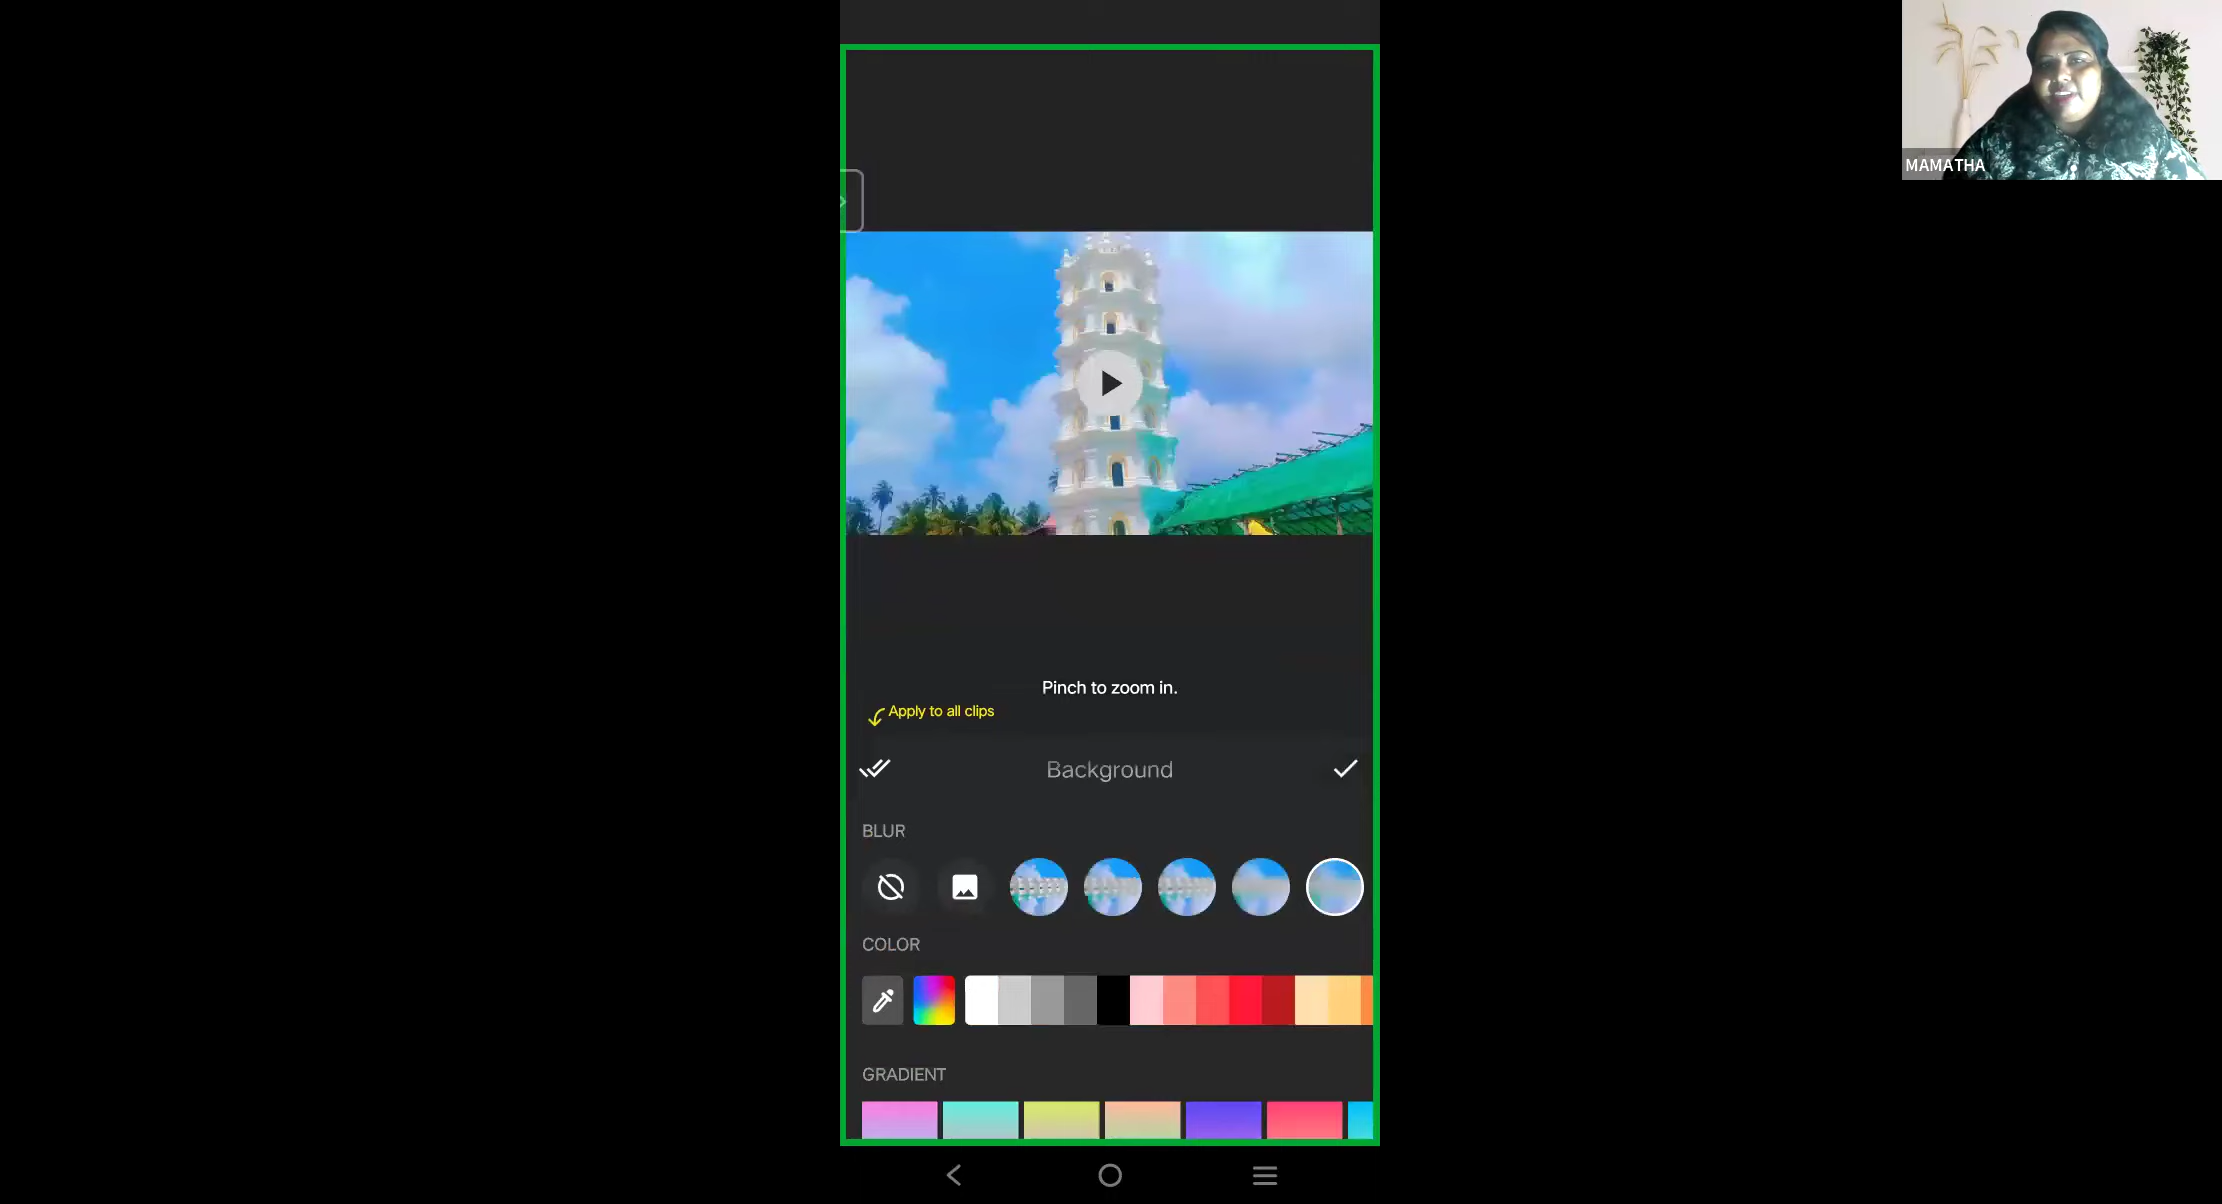 MAMATHA
Pinch to zoom in.
Apply to all clips
Background
BLUR
COLOR
GRADIENT